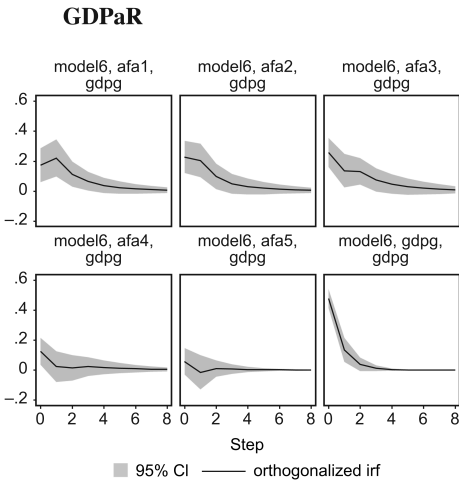 GDPaR
model6, afa1,
gdpg
model6, afa2,
gdpg
model6, afa3,
gdpg
.6
.4
.2
0
–.2
model6, afa4,
gdpg
model6, afa5,
gdpg
model6, gdpg,
gdpg
.6
.4
.2
0
–.2
0 2 4 6 8 0 2 4 6 8 0 2 4 6 8
Step
95% CI orthogonalized irf